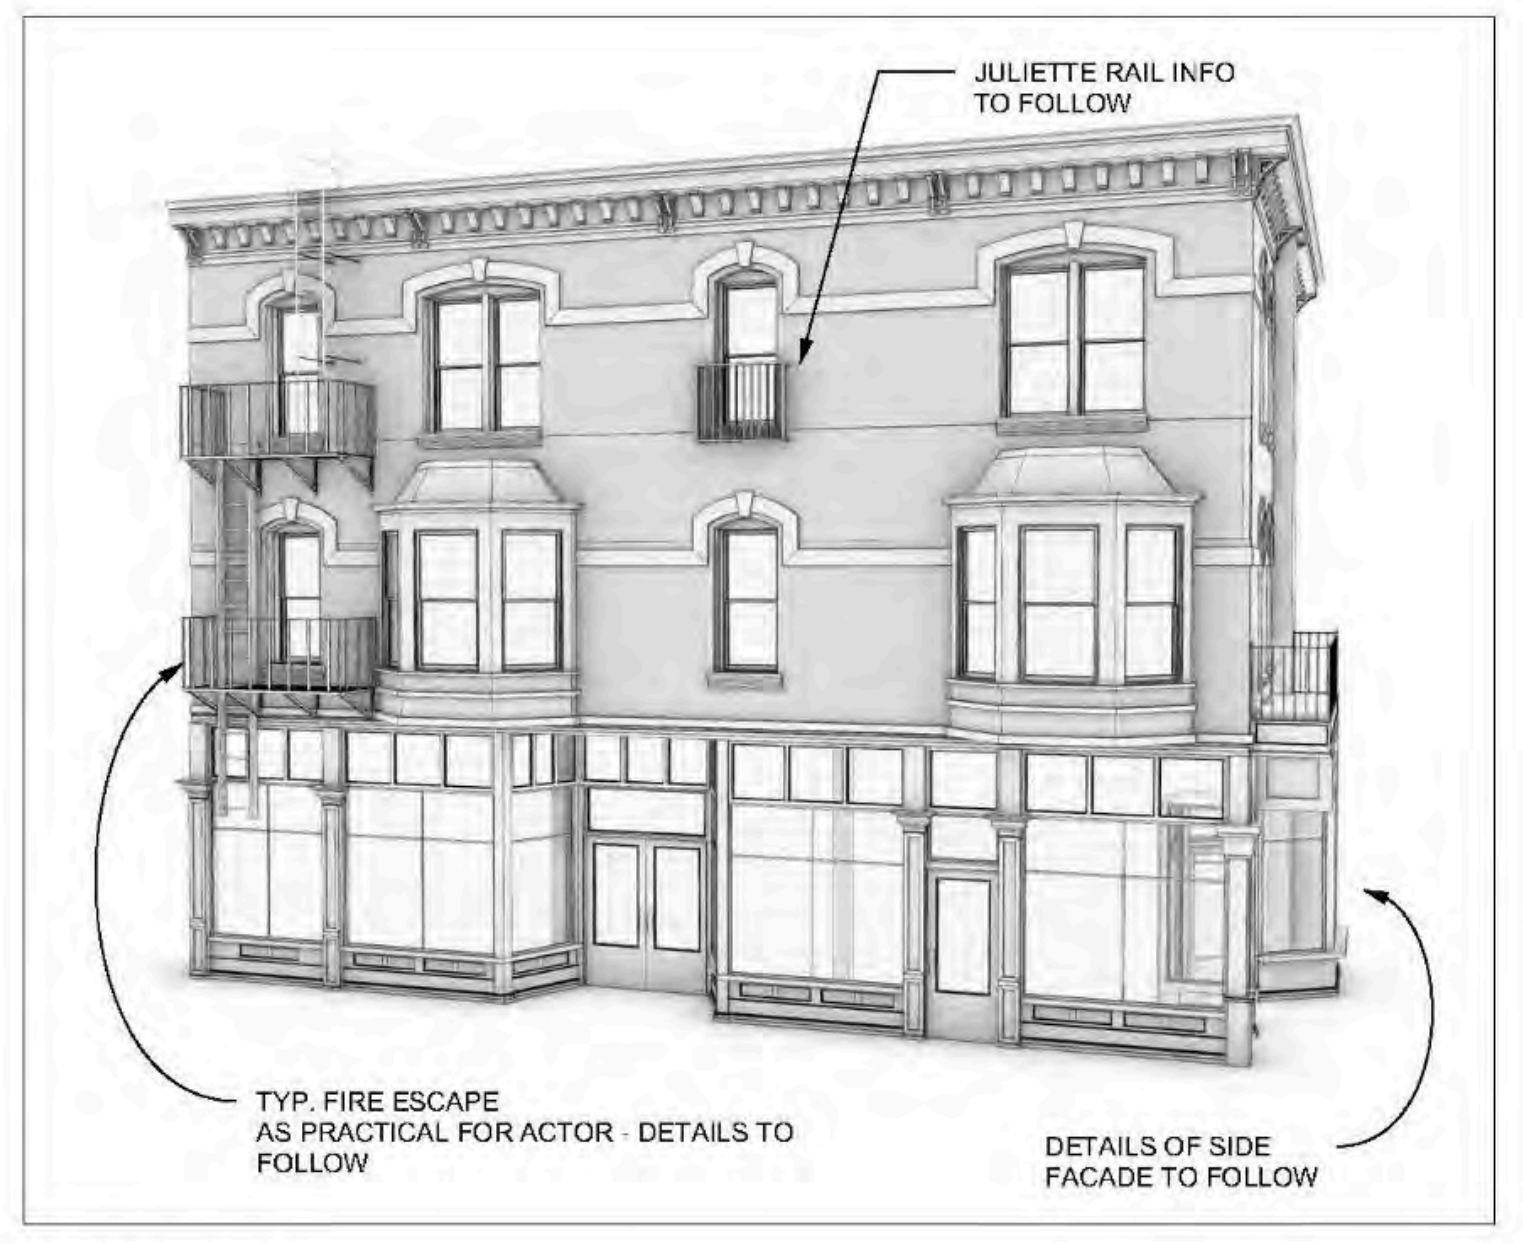 JULIETTE RAIL INFO
TO FOLLOW
TYP. FIRE ESCAPE
AS PRACTICAL FOR ACTOR - DETAILS TO
FOLLOW
DETAILS OF SIDE
FACADE TO FOLLOW